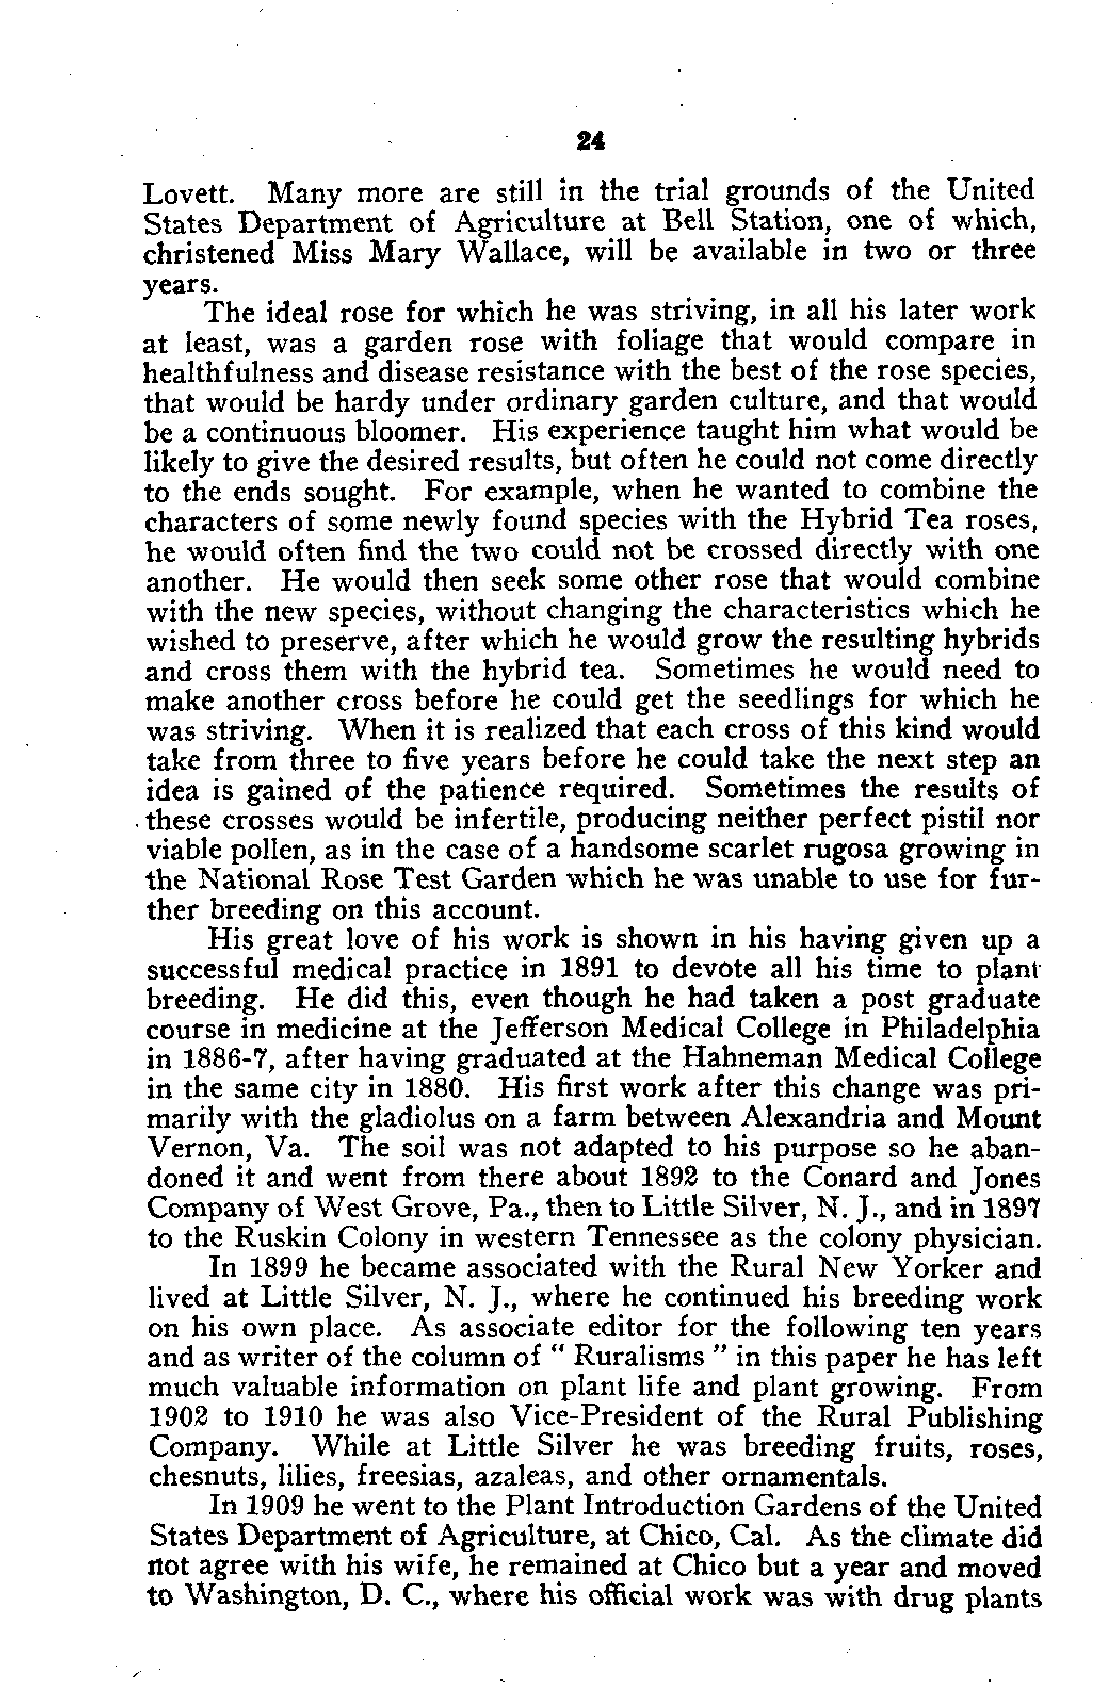 24
Lovett. Many more are still in the trial grounds of the United
States Department of Agriculture at Bell Station, one of which,
christened Miss Mary Wallace, will be available in two or three
years.
The ideal rose for which he was striving, in all his later work
at least, was a garden rose with foliage that would compare in
healthfulness and disease resistance with the best of the rose species,
that would be hardy under ordinary garden culture, and that would
be a continuous bloomer. His experience taught him what would be
likely to give the desired results, but often he could not come directly
to the ends sought. For example, when he wanted to combine the
characters of some newly found species with the Hybrid Tea roses,
he would often find the two could not be crossed directly with one
another. He would then seek some other rose that would combine
with the new species, without changing the characteristics which he
wished to preserve, after which he would grow the resulting hybrids
and cross them with the hybrid tea. Sometimes he would need to
make another cross before he could get the seedlings for which he
was striving. When it is realized that each cross of this kind would
take from three to five years before he could take the next step an
idea is gained of the patience required. Sometimes the results of
these crosses would be infertile, producing neither perfect pistil nor
viable pollen, as in the case of a handsome scarlet rugosa growing in
the National Rose Test Garden which he was unable to use for fur-
ther breeding on this account.
His great love of his work is shown in his having given up a
successful medical practice in 1891 to devote all his time to plant
breeding. He did this, even though he had taken a post graduate
course in medicine at the Jefferson Medical College in Philadelphia
in 1886-7, after having graduated at the Hahneman Medical College
in the same city in 1880. His first work after this change was pri-
marily with the gladiolus on a farm between Alexandria and Mount
Vernon, Va. The soil was not adapted to his purpose so he aban-
doned it and went from there about 1892 to the Conard and Jones
Company of West Grove, Pa., then to Little Silver, N. J., and in 1897
to the Ruskin Colony in western Tennessee as the colony physician.
In 1899 he became associated with the Rural New Yorker and
lived at Little Silver, N. J., where he continued his breeding work
on his own place. As associate editor for the following ten years
and as writer of the column of " Ruralisms " in this paper he has left
much valuable information on plant life and plant growing. From
1902 to 1910 he was also Vice-President of the Rural Publishing
Company. While at Little Silver he was breeding fruits, roses,
chesnuts, lilies, freesias, azaleas, and other ornamentals.
In 1909 he went to the Plant Introduction Gardens of the United
States Department of Agriculture, at Chico, Cal. As the climate did
not agree with his wife, he remained at Chico but a year and moved
to Washington, D. C., where his official work was with drug plants